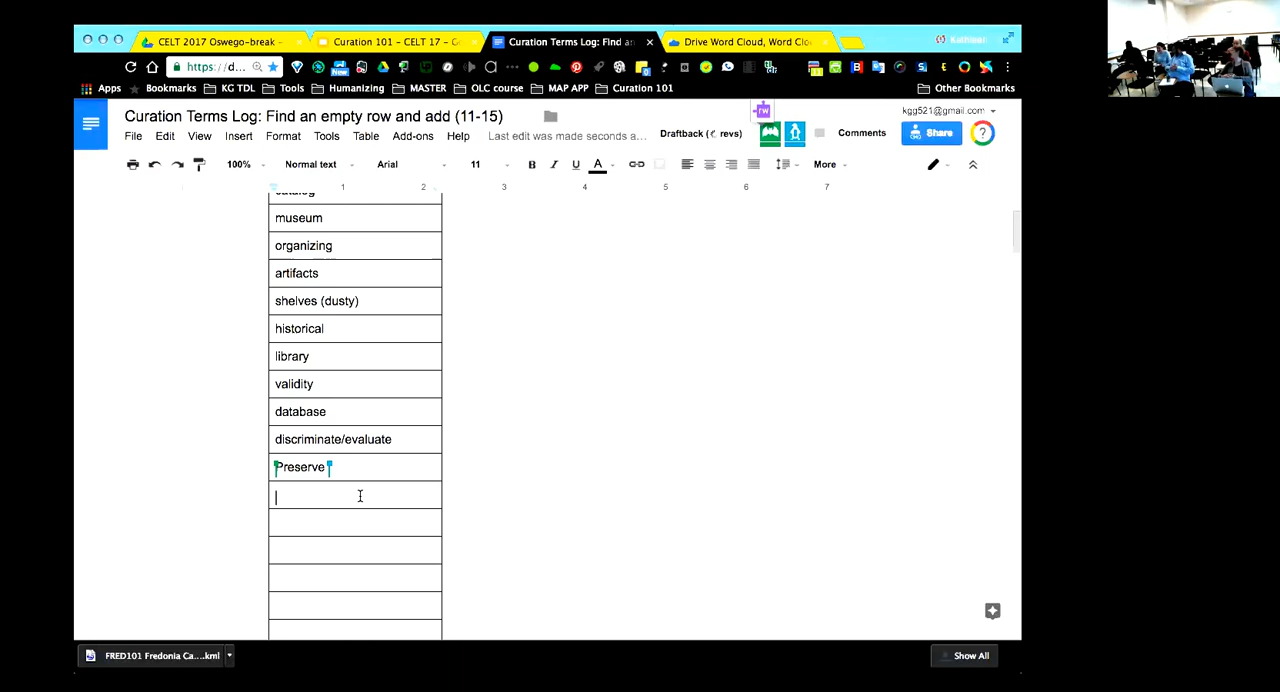 CELT 2017 Oswego-break -
Curation 101 - CELT 17 - G
Curation Terms Log: Find an
Drive Word Cloud, Word Clo
Kathleen
https://d...
Apps
Bookmarks
KG TDL
Tools
Humanizing
MASTER
OLC course
MAP APP
Curation 101
Other Bookmarks
Curation Terms Log: Find an empty row and add (11-15)
kgg521@gmail.com
File Edit View Insert Format Tools Table Add-ons Help
Last edit was made seconds a...
Draftback ( revs)
Comments
Share
100% Normal text Arial 11 B I U A More
1 2 3 4 5 6 7
catalog
museum
organizing
artifacts
shelves (dusty)
historical
library
validity
database
discriminate/evaluate
Preserve
FRED101 Fredonia Ca....kml
Show All